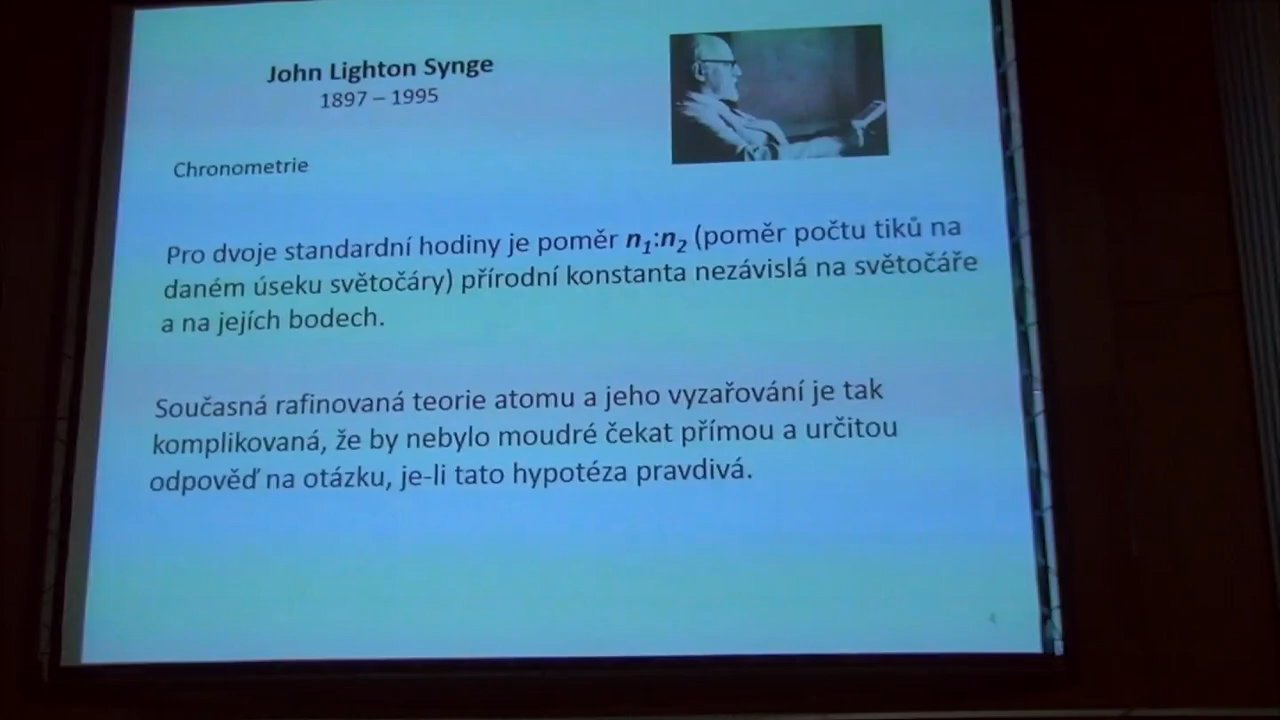 John Lighton Synge
1897 – 1995
Chronometrie
Pro dvoje standardní hodiny je poměr n₁:n₂ (poměr počtu tiků na
daném úseku světočáry) přírodní konstanta nezávislá na světočáře
a na jejích bodech.
Současná rafinovaná teorie atomu a jeho vyzařování je tak
komplikovaná, že by nebylo moudré čekat přímou a určitou
odpověď na otázku, je-li tato hypotéza pravdivá.
4